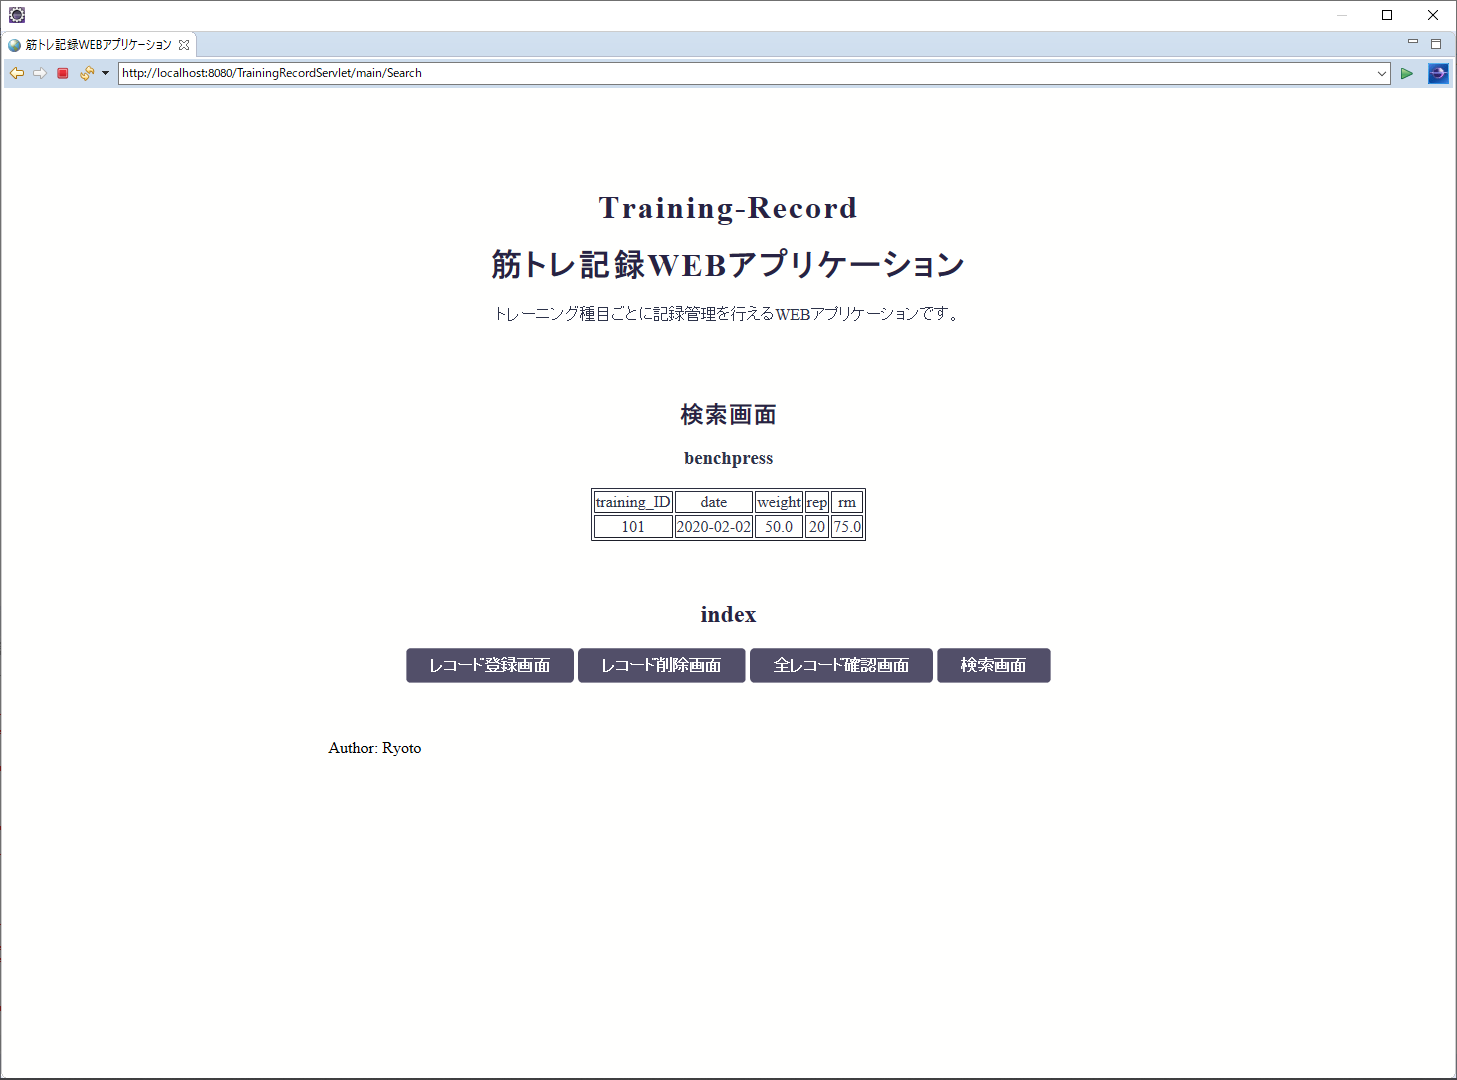 筋トレ記録WEBアプリケーション
http://localhost:8080/TrainingRecordServlet/main/Search
Training-Record
筋トレ記録WEBアプリケーション
トレーニング種目ごとに記録管理を行えるWEBアプリケーションです。
検索画面
benchpress
training_ID date weight rep rm
101 2020-02-02 50.0 20 75.0
index
レコード登録画面 レコード削除画面 全レコード確認画面 検索画面
Author: Ryoto